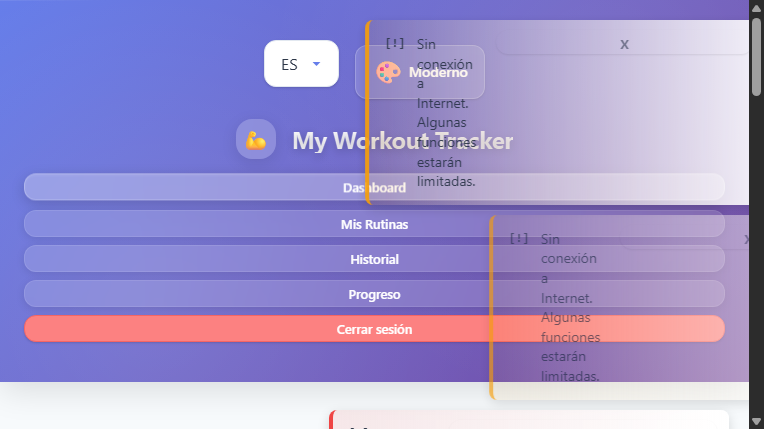 ES
Moderno
[!] Sin
conexión
a
Internet.
Algunas
funciones
estarán
limitadas.
X
My Workout Tracker
Dashboard
Mis Rutinas
Historial
Progreso
Cerrar sesión
[!] Sin
conexión
a
Internet.
Algunas
funciones
estarán
limitadas.
X